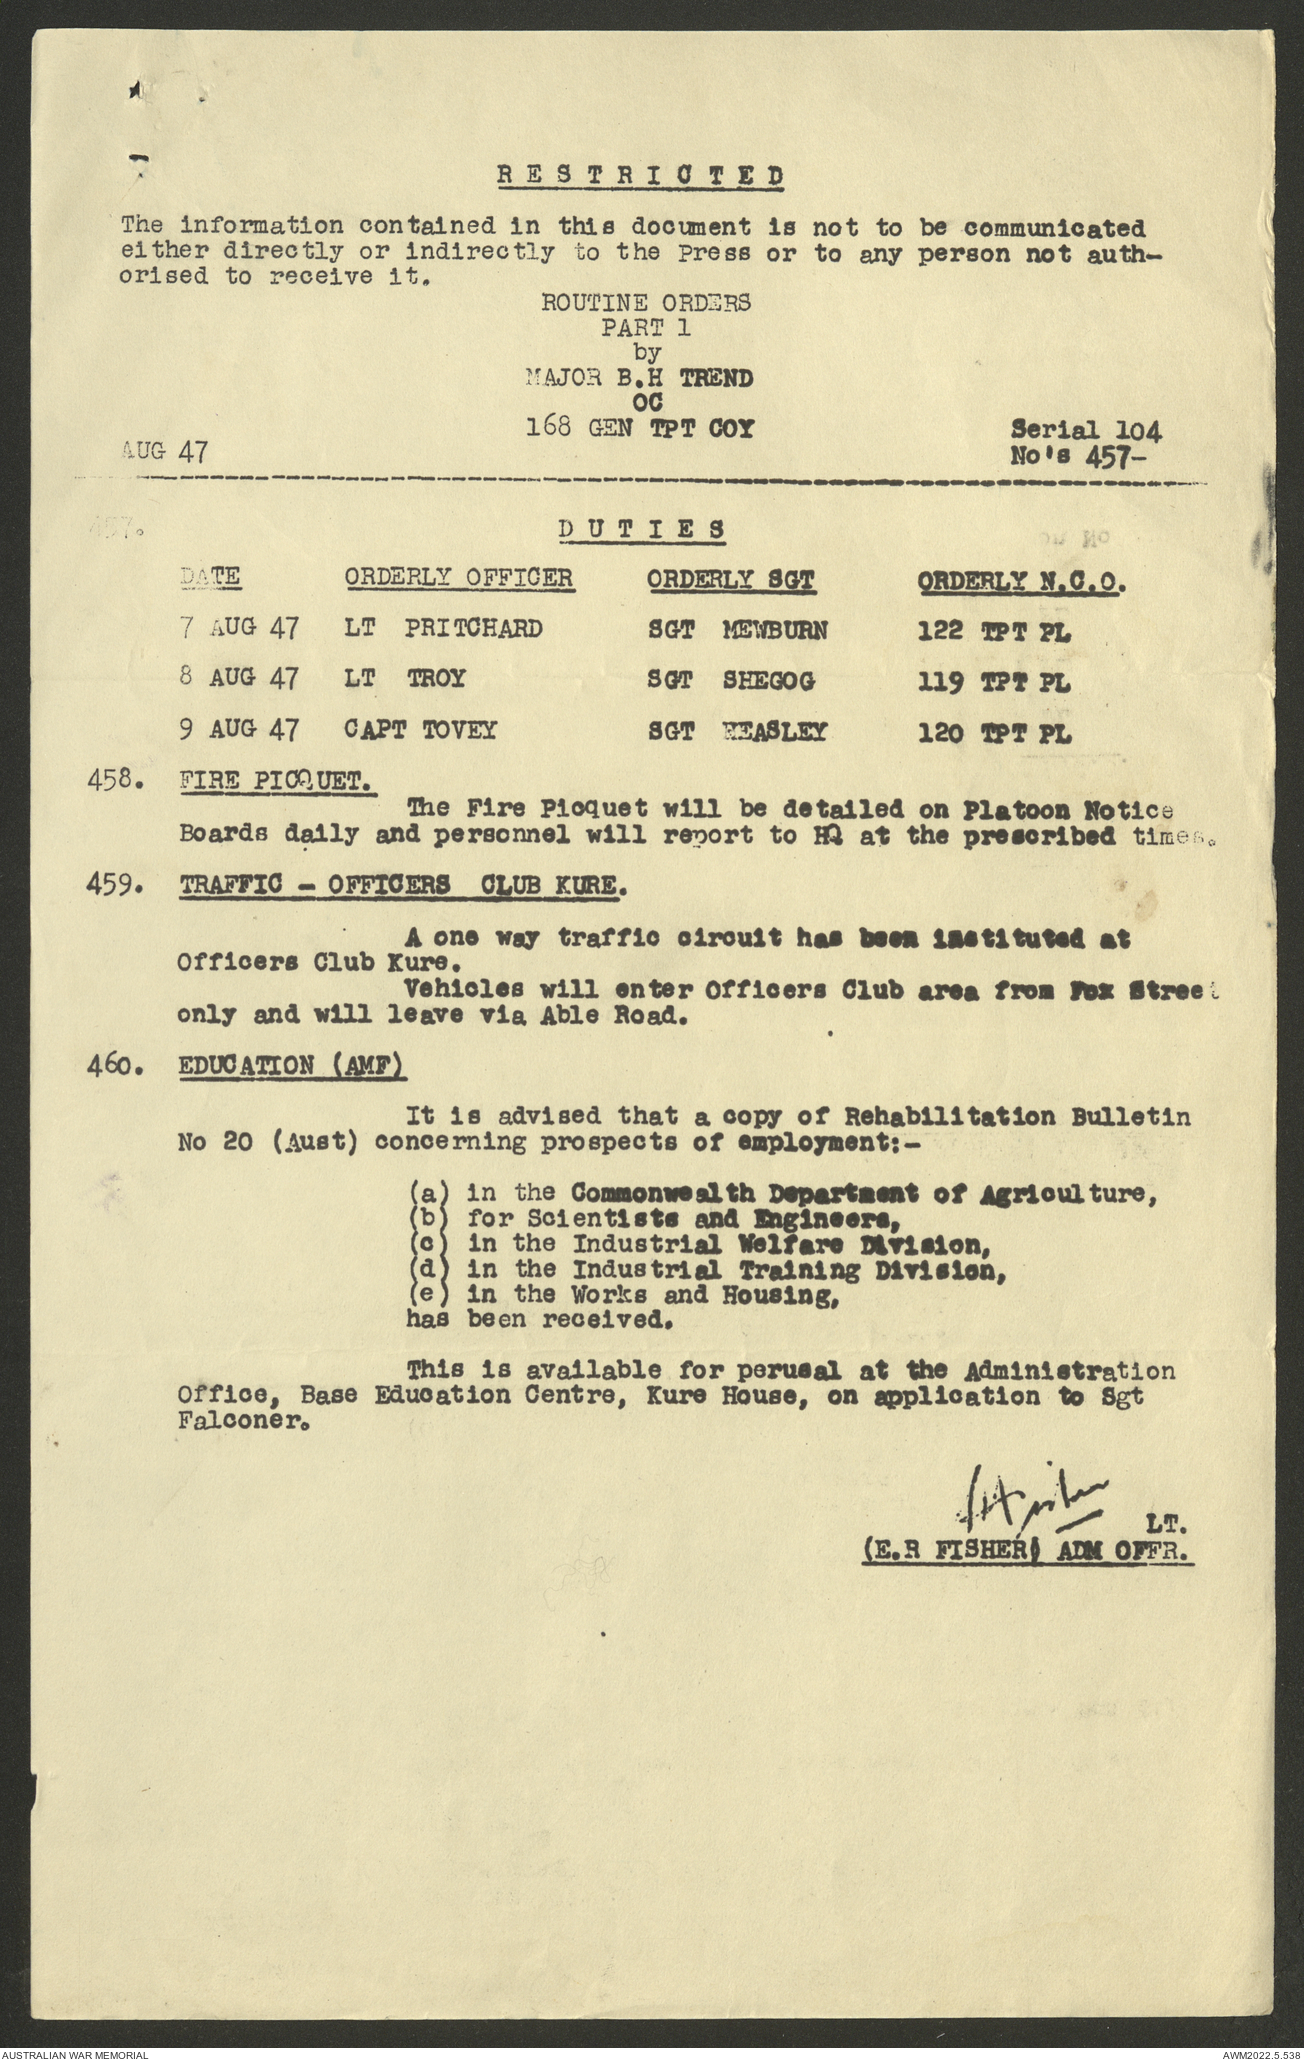 RESTRICTED
The information contained in this document is not to be communicated
either directly or indirectly to the Press or to any person not auth-
orised to receive it.
ROUTINE ORDERS
PART 1
by
MAJOR B.H TREND
OC
168 GEN TPT COY
Serial 104
AUG 47
No's 457-
457.
DUTIES
DATE ORDERLY OFFICER ORDERLY SGT ORDERLY N.C.O.
7 AUG 47 LT PRITCHARD SGT MEWBURN 122 TPT PL
8 AUG 47 LT TROY SGT SHEGOG 119 TPT PL
9 AUG 47 CAPT TOVEY SGT 120 TPT PL
458. FIRE PICQUET.
The Fire Picquet will be detailed on Platoon Notice
Boards daily and personnel will report to HQ at the prescribed times.
459. TRAFFIC - OFFICERS CLUB KURE.
A one way traffic circuit has been instituted at
Officers Club Kure.
Vehicles will enter Officers Club area from Fox Street
only and will leave via Able Road.
460. EDUCATION (AMF)
It is advised that a copy of Rehabilitation Bulletin
No 20 (Aust) concerning prospects of employment:-
(a) in the Commonwealth Department of Agriculture,
(b) for Scientists and Engineers,
(c) in the Industrial Welfare Division,
(d) in the Industrial Training Division,
(e) in the Works and Housing,
has been received.
This is available for perusal at the Administration
Office, Base Education Centre, Kure House, on application to Sgt
Falconer.
LT.
(E.R FISHER) ADM OFFR.
AUSTRALIAN WAR MEMORIAL
AWM2022.5.538